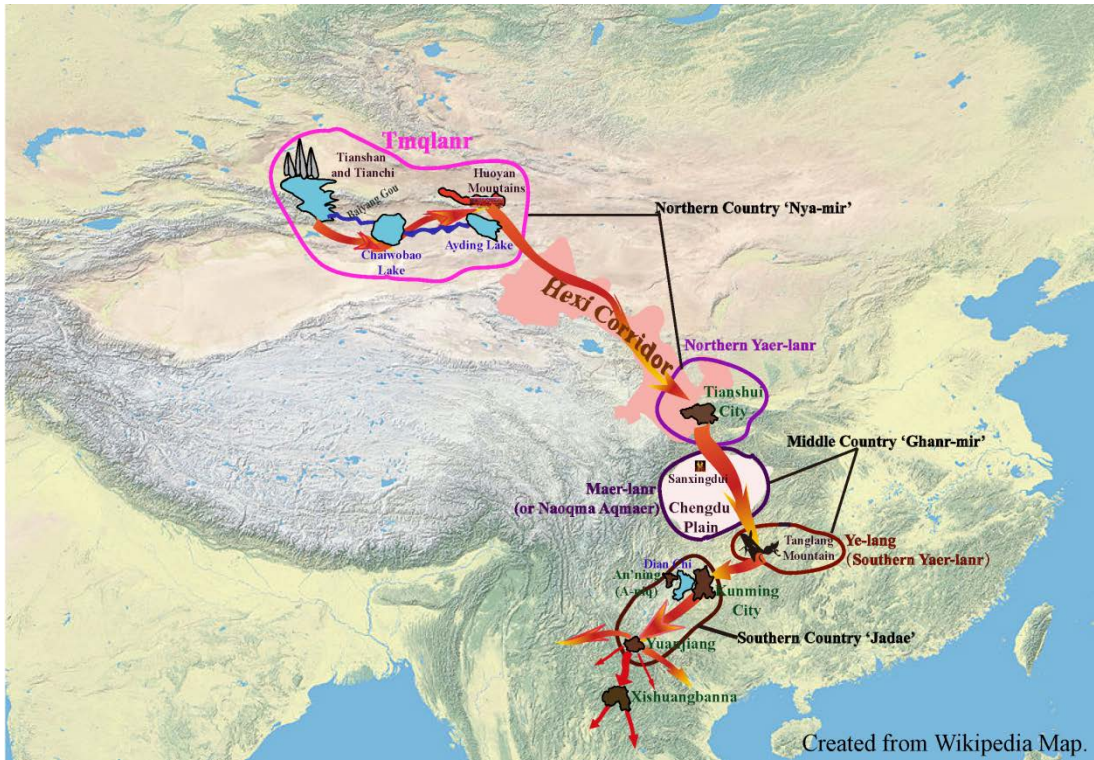 Tmqlanr
Tianshan
and Tianchi
Huoyan
Mountains
Baiyang Gou
Chaiwobao
Lake
Ayding Lake
Northern Country ‘Nya-mir’
Hexi Corridor
Northern Yaer-lanr
Tianshui
City
Middle Country ‘Ghanr-mir’
Sanxingdui
Maer-lanr
(or Naoqma Aqmaer)
Chengdu
Plain
Tanglang
Mountain
Ye-lang
(Southern Yaer-lanr)
Dian Chi
An'ning
(A-niq)
Kunming
City
Southern Country ‘Jadae’
Yuanjiang
Xishuangbanna
Created from Wikipedia Map.